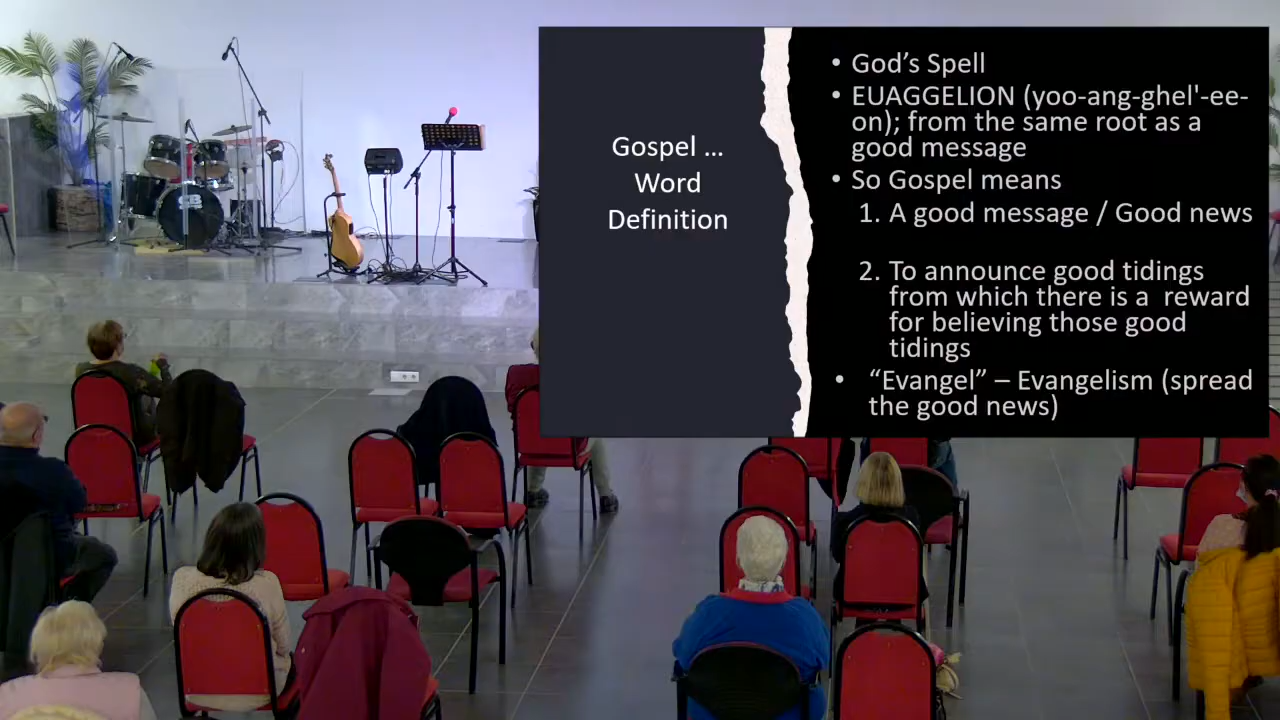 Gospel …
Word
Definition
• God’s Spell
• EUAGGELION (yoo-ang-ghel'-ee-
on); from the same root as a
good message
• So Gospel means
1. A good message / Good news
2. To announce good tidings
from which there is a  reward
for believing those good
tidings
• “Evangel” – Evangelism (spread
the good news)